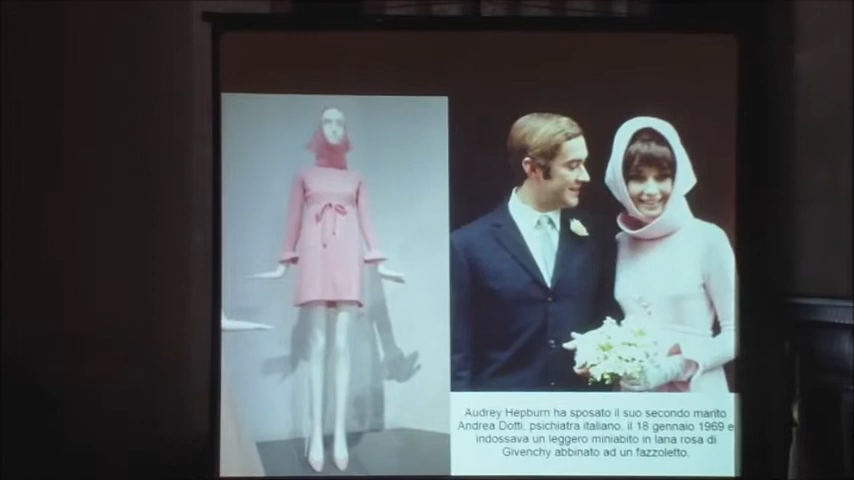 Audrey Hepburn ha sposato il suo secondo marito
Andrea Dotti, psichiatra italiano, il 18 gennaio 1969 e
indossava un leggero miniabito in lana rosa di
Givenchy abbinato ad un fazzoletto.